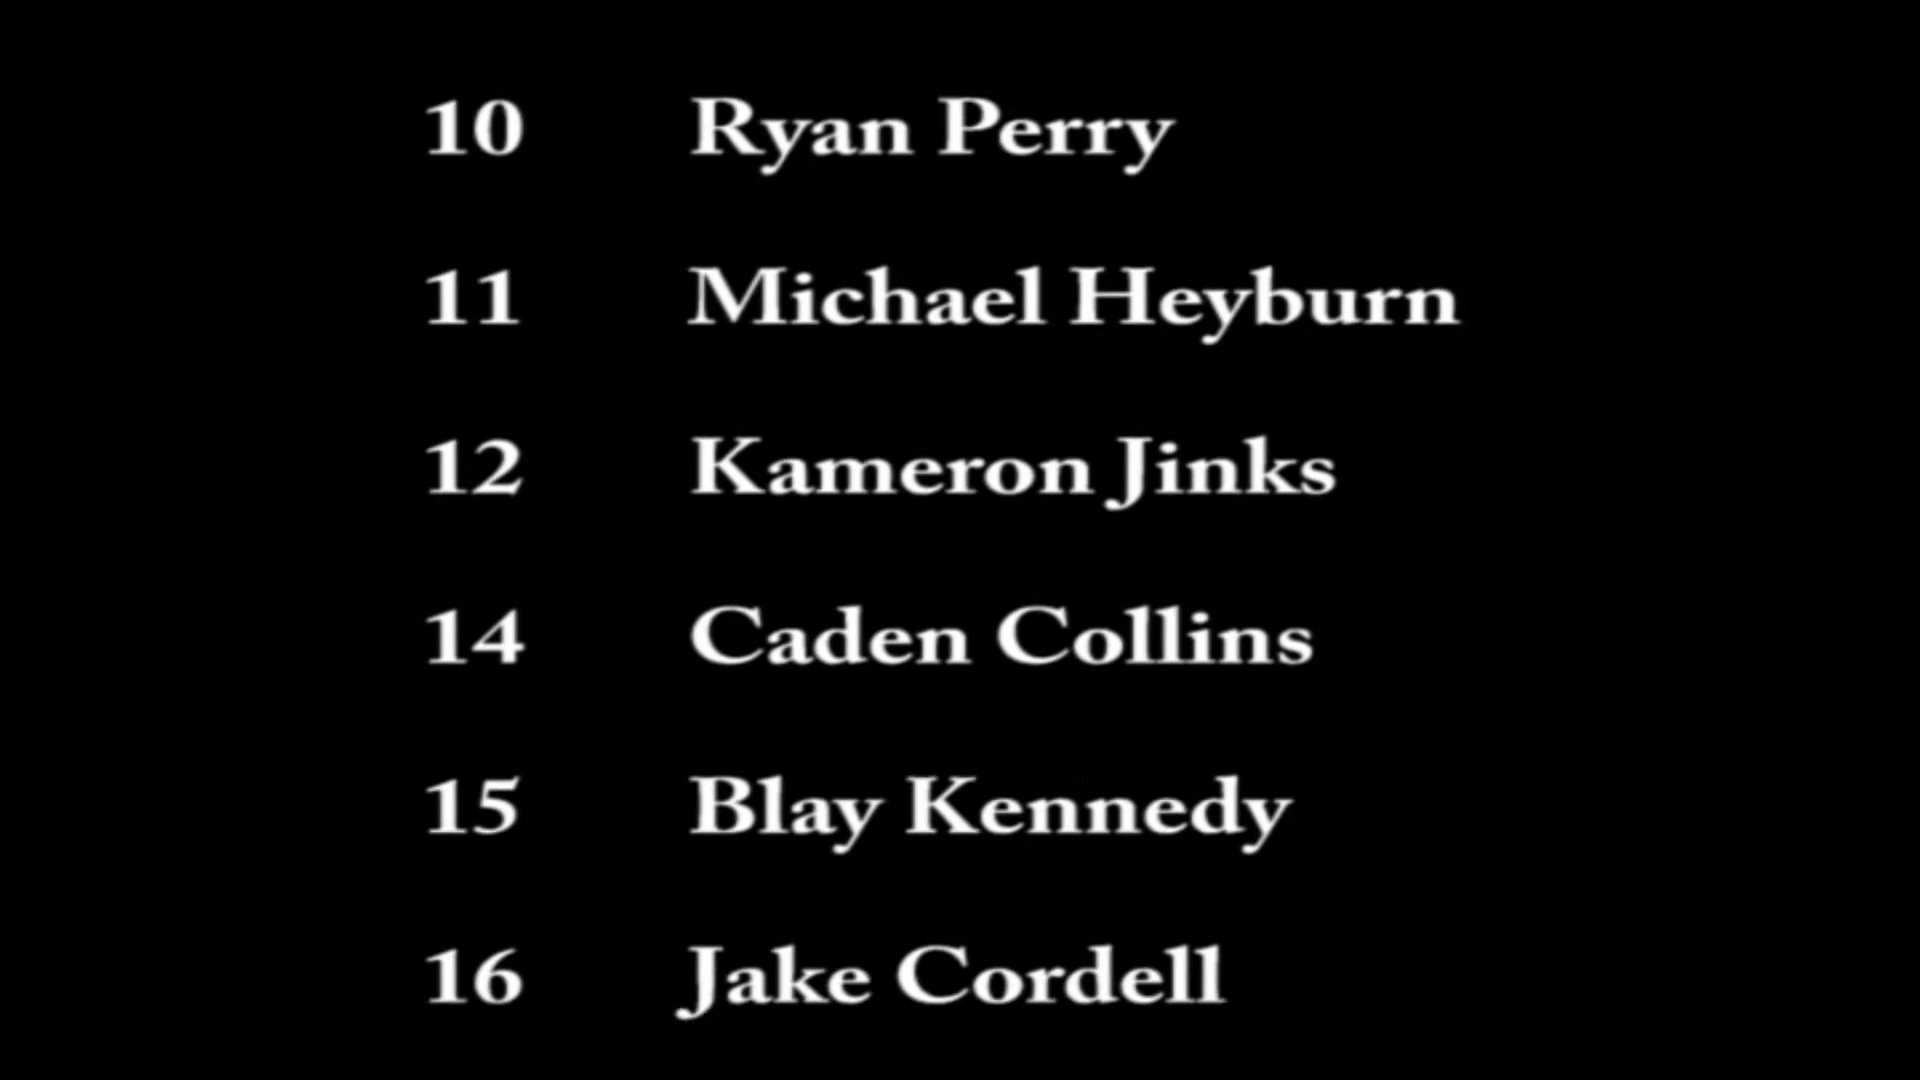 10 Ryan Perry
11 Michael Heyburn
12 Kameron Jinks
14 Caden Collins
15 Blay Kennedy
16 Jake Cordell